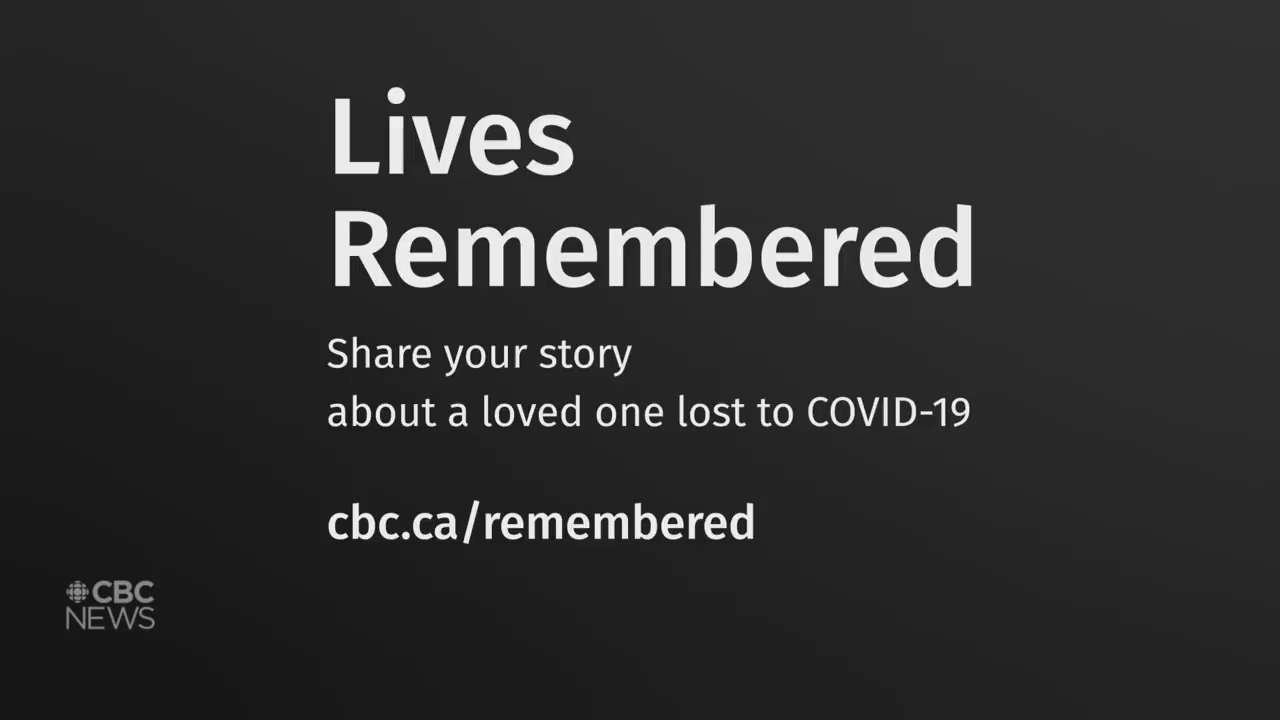 Lives
Remembered
Share your story
about a loved one lost to COVID-19
cbc.ca/remembered
CBC
NEWS